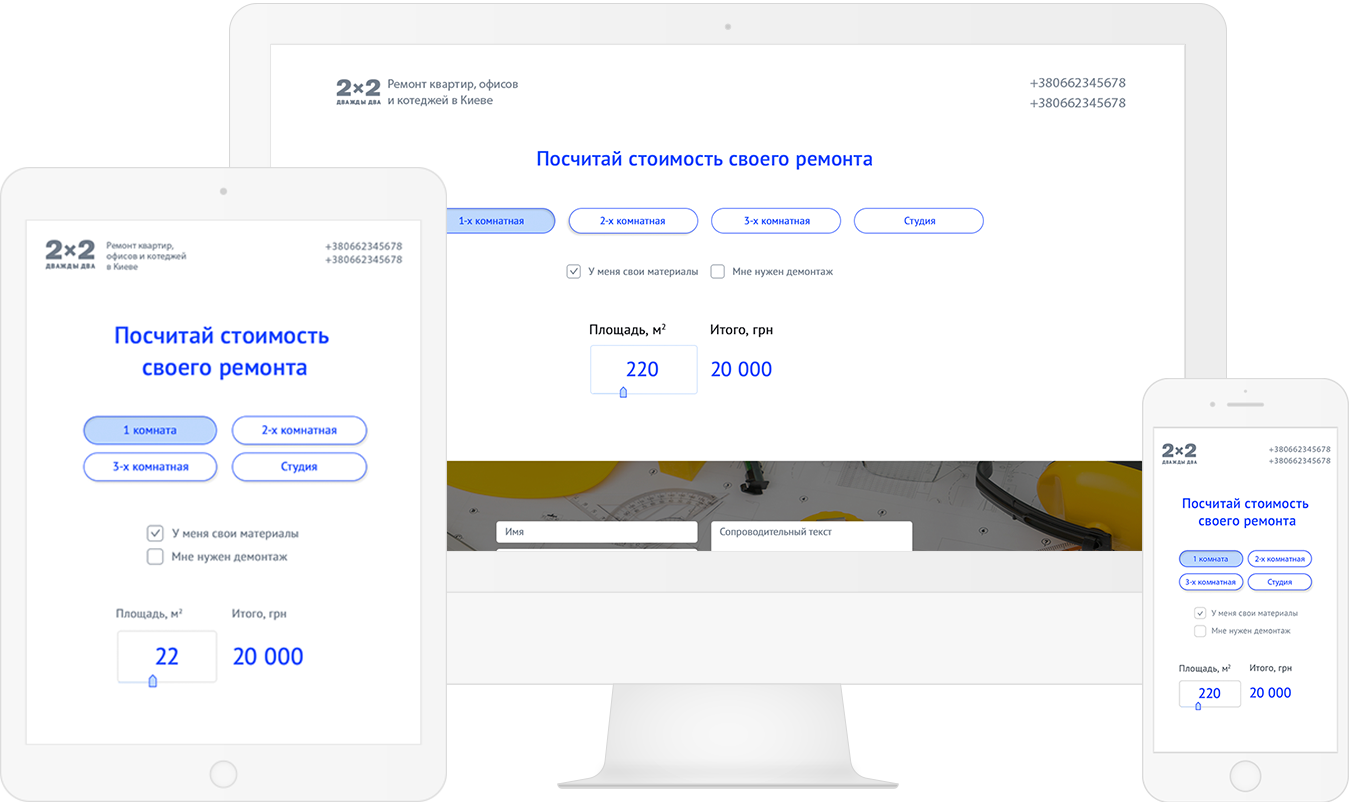 2×2
ДВАЖДЫ ДВА
Ремонт квартир, офисов
и котеджей в Киеве
+380662345678
+380662345678
Посчитай стоимость своего ремонта
1-х комнатная
2-х комнатная
3-х комнатная
Студия
У меня свои материалы
Мне нужен демонтаж
Площадь, м²
Итого, грн
220
20 000
Имя
Сопроводительный текст
2×2
ДВАЖДЫ ДВА
Ремонт квартир,
офисов и котеджей
в Киеве
+380662345678
+380662345678
Посчитай стоимость
своего ремонта
1 комната
2-х комнатная
3-х комнатная
Студия
У меня свои материалы
Мне нужен демонтаж
Площадь, м²
Итого, грн
22
20 000
2×2
ДВАЖДЫ ДВА
+380662345678
+380662345678
Посчитай стоимость
своего ремонта
1 комната
2-х комнатная
3-х комнатная
Студия
У меня свои материалы
Мне нужен демонтаж
Площадь, м²
Итого, грн
220
20 000